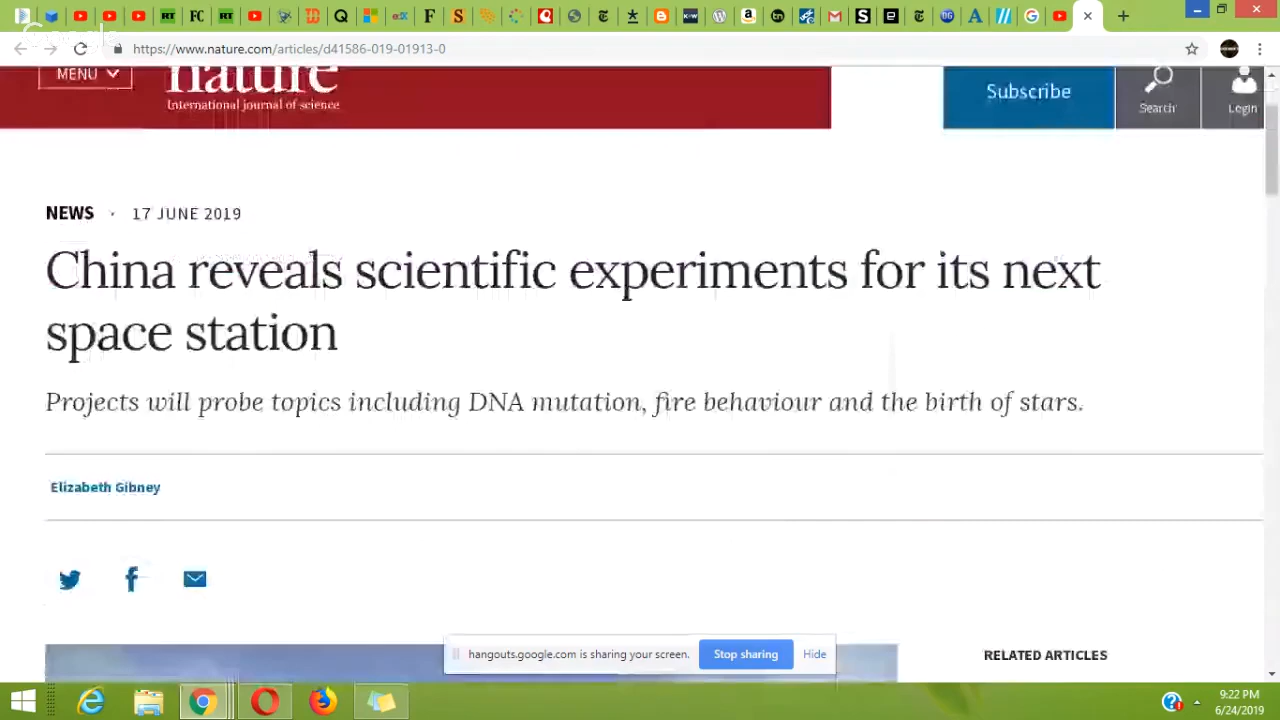 Google
https://www.nature.com/articles/d41586-019-01913-0
MENU
nature
International journal of science
Subscribe
Search
Login
NEWS · 17 JUNE 2019
China reveals scientific experiments for its next
space station
Projects will probe topics including DNA mutation, fire behaviour and the birth of stars.
Elizabeth Gibney
hangouts.google.com is sharing your screen.
Stop sharing
Hide
RELATED ARTICLES
9:22 PM
6/24/2019